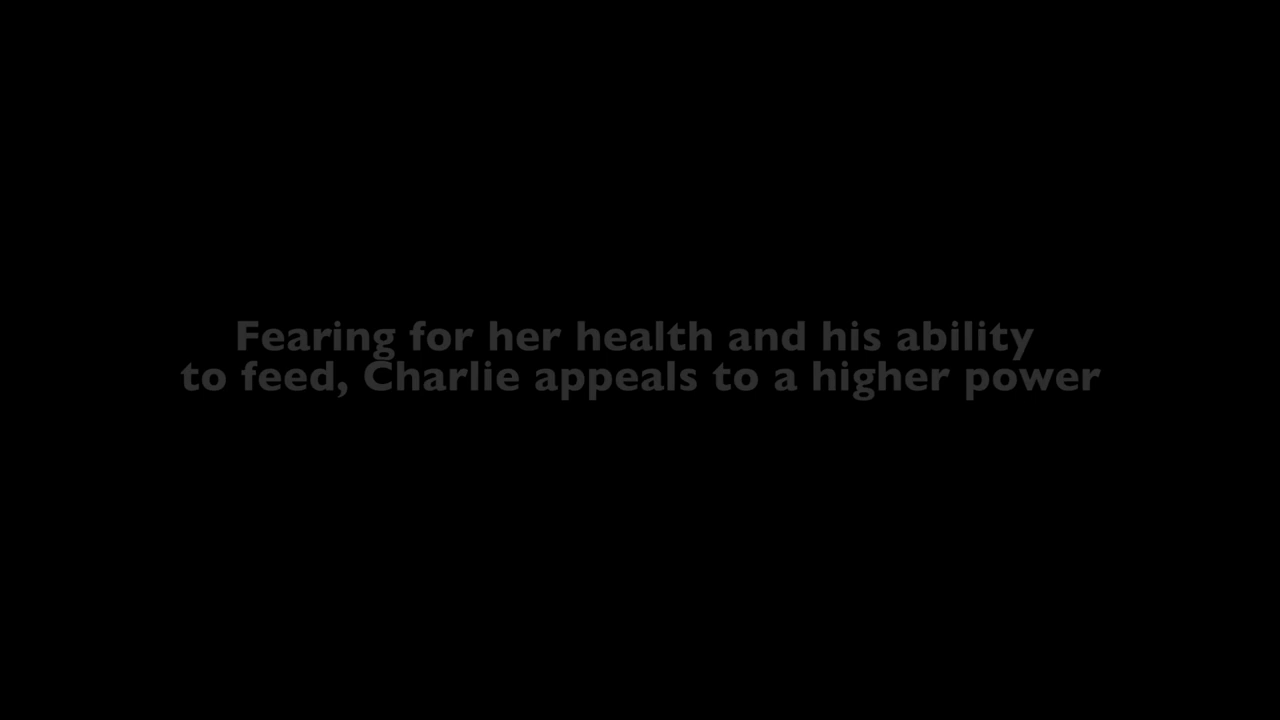 Fearing for her health and his ability
to feed, Charlie appeals to a higher power